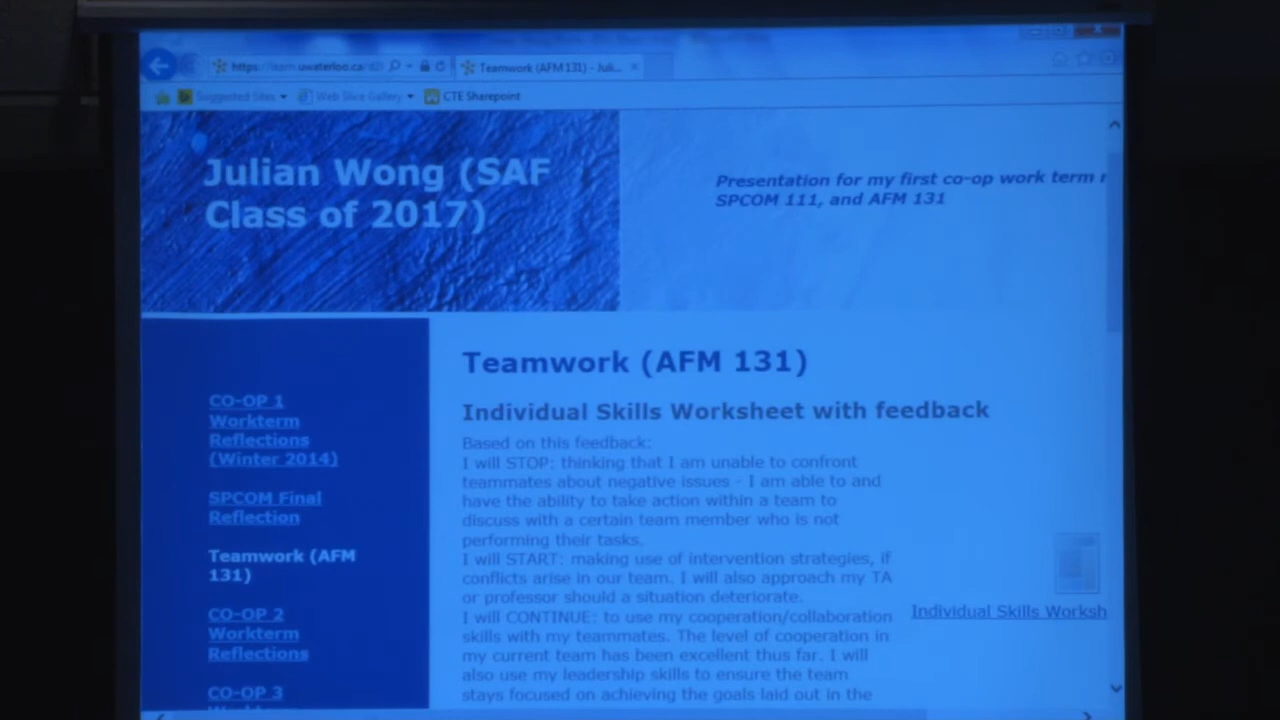 https://learn.uwaterloo.ca/d2l
Teamwork (AFM 131) - Juli...
Suggested Sites
Web Slice Gallery
CTE Sharepoint
Julian Wong (SAF
Class of 2017)
Presentation for my first co-op work term r
SPCOM 111, and AFM 131
CO-OP 1
Workterm
Reflections
(Winter 2014)
SPCOM Final
Reflection
Teamwork (AFM
131)
CO-OP 2
Workterm
Reflections
CO-OP 3
Teamwork (AFM 131)
Individual Skills Worksheet with feedback
Based on this feedback:
I will STOP: thinking that I am unable to confront
teammates about negative issues - I am able to and
have the ability to take action within a team to
discuss with a certain team member who is not
performing their tasks.
I will START: making use of intervention strategies, if
conflicts arise in our team. I will also approach my TA
or professor should a situation deteriorate.
I will CONTINUE: to use my cooperation/collaboration
skills with my teammates. The level of cooperation in
my current team has been excellent thus far. I will
also use my leadership skills to ensure the team
stays focused on achieving the goals laid out in the
Individual Skills Worksh